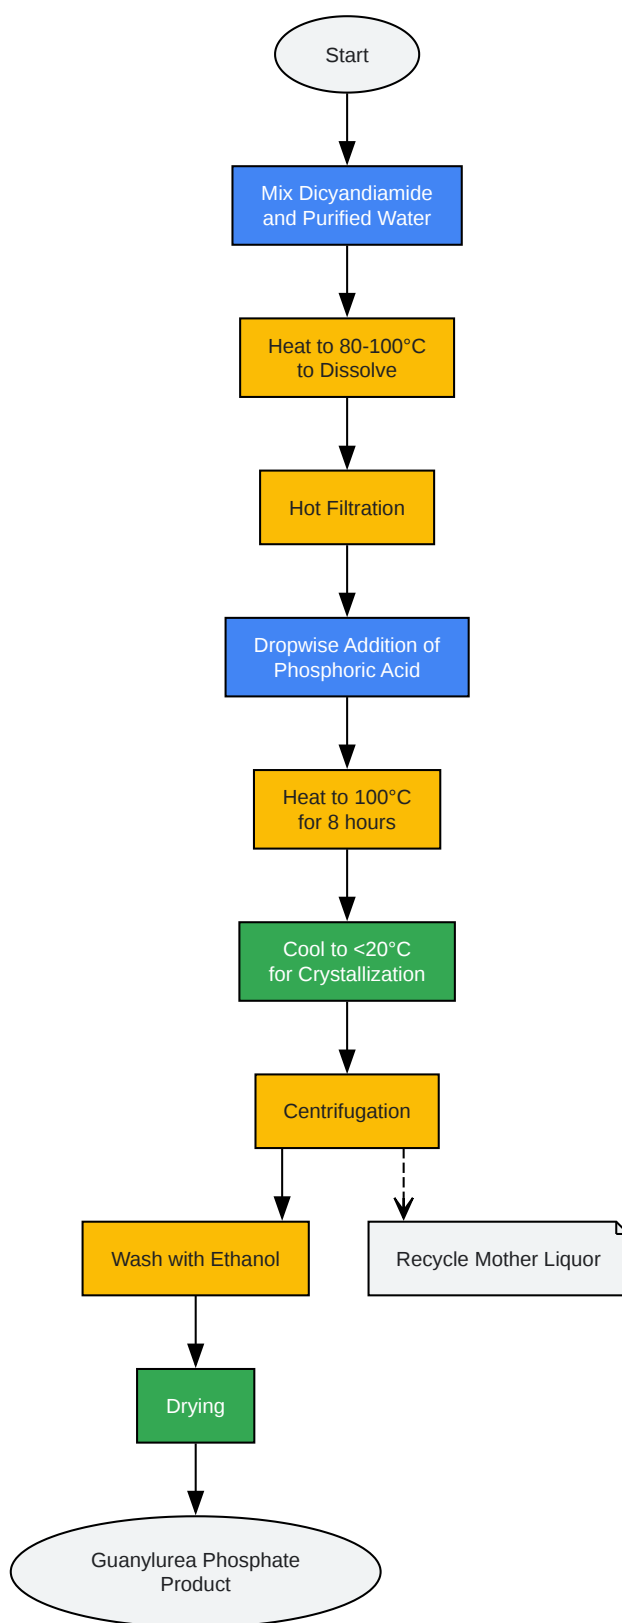 Start
Mix Dicyandiamide
and Purified Water
Heat to 80-100°C
to Dissolve
Hot Filtration
Dropwise Addition of
Phosphoric Acid
Heat to 100°C
for 8 hours
Cool to <20°C
for Crystallization
Centrifugation
Wash with Ethanol
Recycle Mother Liquor
Drying
Guanylurea Phosphate
Product